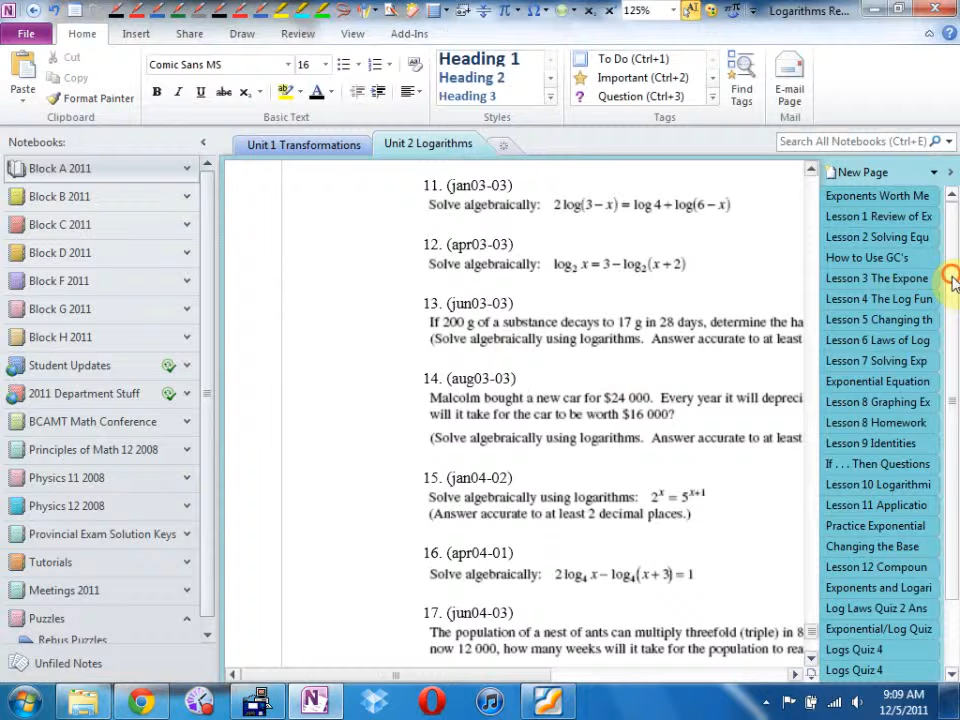 125%
Logarithms Re...
File
Home
Insert
Share
Draw
Review
View
Add-Ins
Paste
Cut
Copy
Format Painter
Clipboard
Comic Sans MS
16
B I U abc X₂ A
Basic Text
Heading 1
Heading 2
Heading 3
Styles
To Do (Ctrl+1)
Important (Ctrl+2)
Question (Ctrl+3)
Tags
Find
Tags
E-mail
Page
Mail
Notebooks:
Unit 1 Transformations
Unit 2 Logarithms
Search All Notebooks (Ctrl+E)
Block A 2011
Block B 2011
Block C 2011
Block D 2011
Block F 2011
Block G 2011
Block H 2011
Student Updates
2011 Department Stuff
BCAMT Math Conference
Principles of Math 12 2008
Physics 11 2008
Physics 12 2008
Provincial Exam Solution Keys
Tutorials
Meetings 2011
Puzzles
Rebus Puzzles
Unfiled Notes
11. (jan03-03)
Solve algebraically: 2 log(3 − x) = log 4 + log(6 − x)
12. (apr03-03)
Solve algebraically: log₂ x = 3 − log₂(x + 2)
13. (jun03-03)
If 200 g of a substance decays to 17 g in 28 days, determine the ha
(Solve algebraically using logarithms. Answer accurate to at least
14. (aug03-03)
Malcolm bought a new car for $24 000. Every year it will depreci
will it take for the car to be worth $16 000?
(Solve algebraically using logarithms. Answer accurate to at least
15. (jan04-02)
Solve algebraically using logarithms: 2ˣ = 5ˣ⁺¹
(Answer accurate to at least 2 decimal places.)
16. (apr04-01)
Solve algebraically: 2 log₄ x − log₄(x + 3) = 1
17. (jun04-03)
The population of a nest of ants can multiply threefold (triple) in 8
now 12 000, how many weeks will it take for the population to rea
New Page
Exponents Worth Me
Lesson 1 Review of Ex
Lesson 2 Solving Equ
How to Use GC's
Lesson 3 The Expone
Lesson 4 The Log Fun
Lesson 5 Changing th
Lesson 6 Laws of Log
Lesson 7 Solving Exp
Exponential Equation
Lesson 8 Graphing Ex
Lesson 8 Homework
Lesson 9 Identities
If . . . Then Questions
Lesson 10 Logarithmi
Lesson 11 Applicatio
Practice Exponential
Changing the Base
Lesson 12 Compoun
Exponents and Logari
Log Laws Quiz 2 Ans
Exponential/Log Quiz
Logs Quiz 4
Logs Quiz 4
9:09 AM
12/5/2011